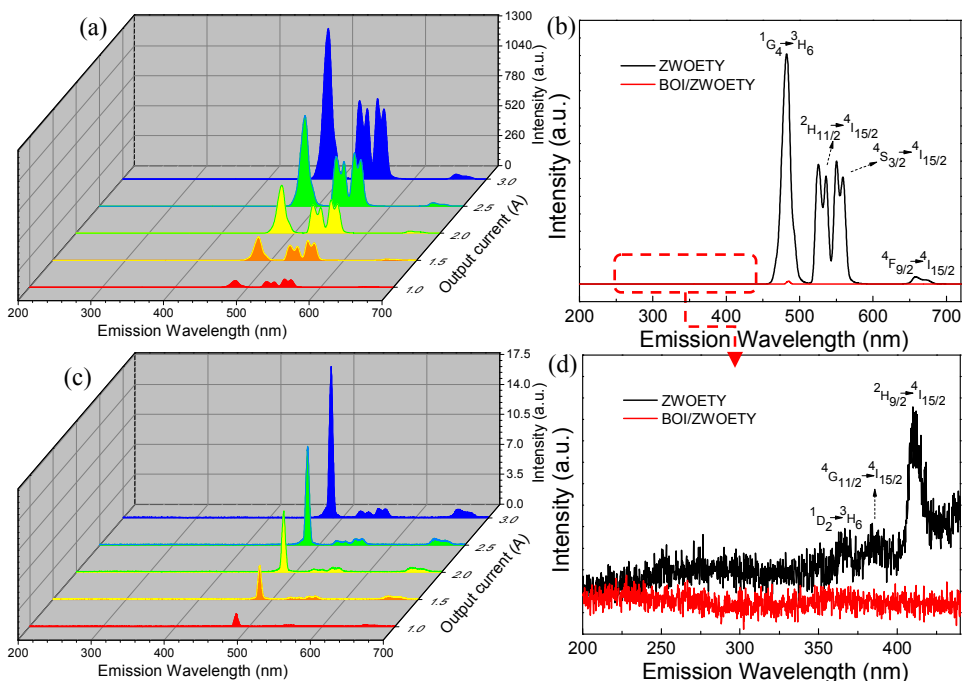 (a)
1300
1040
780
520
260
0
Intensity (a.u.)
3.0
2.5
2.0
1.5
1.0
Output current (A)
200 300 400 500 600 700
Emission Wavelength (nm)
(b)
ZWOETY
BOI/ZWOETY
¹G₄→³H₆
²H₁₁/₂→⁴I₁₅/₂
⁴S₃/₂→⁴I₁₅/₂
⁴F₉/₂→⁴I₁₅/₂
Intensity (a.u.)
200 300 400 500 600 700
Emission Wavelength (nm)
(c)
17.5
14.0
10.5
7.0
3.5
0.0
Intensity (a.u.)
3.0
2.5
2.0
1.5
1.0
Output current (A)
200 300 400 500 600 700
Emission Wavelength (nm)
(d)
ZWOETY
BOI/ZWOETY
²H₉/₂→⁴I₁₅/₂
⁴G₁₁/₂→⁴I₁₅/₂
¹D₂→³H₆
Intensity (a.u.)
200 250 300 350 400
Emission Wavelength (nm)